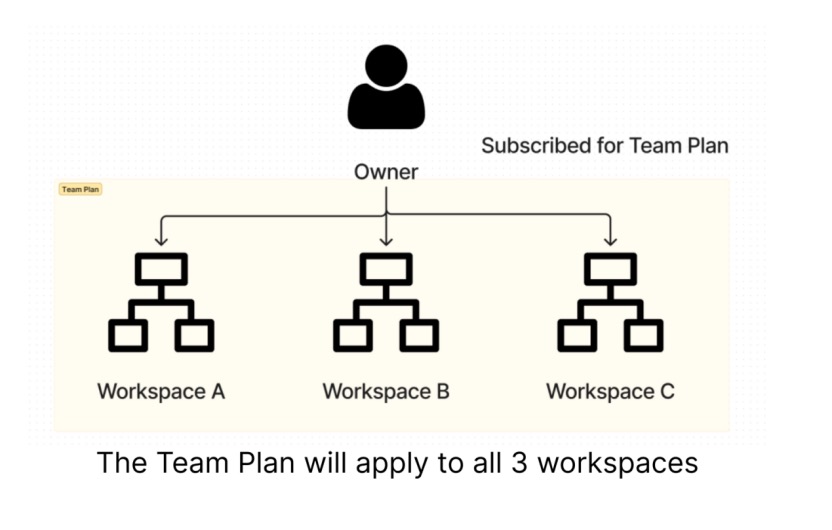 Subscribed for Team Plan
Owner
Team Plan
Workspace A
Workspace B
Workspace C
The Team Plan will apply to all 3 workspaces